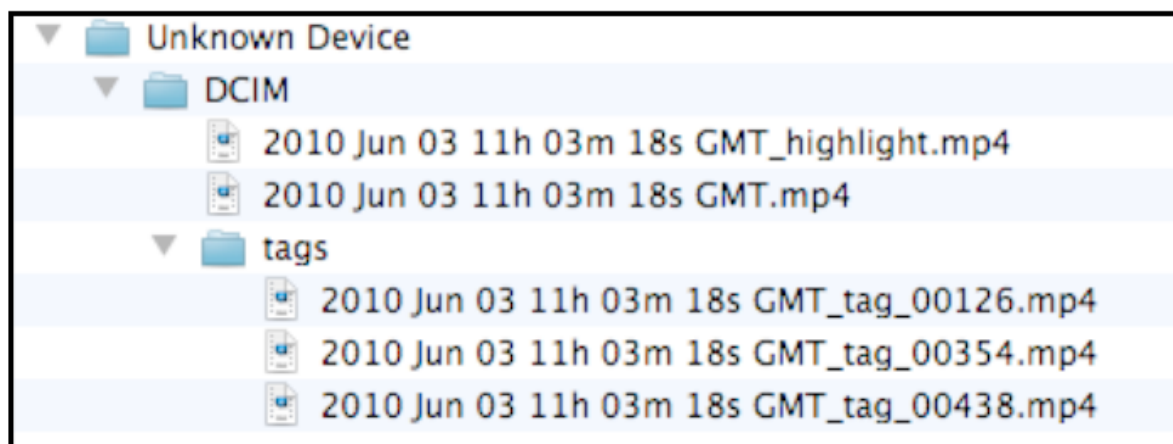 Unknown Device
DCIM
2010 Jun 03 11h 03m 18s GMT_highlight.mp4
2010 Jun 03 11h 03m 18s GMT.mp4
tags
2010 Jun 03 11h 03m 18s GMT_tag_00126.mp4
2010 Jun 03 11h 03m 18s GMT_tag_00354.mp4
2010 Jun 03 11h 03m 18s GMT_tag_00438.mp4